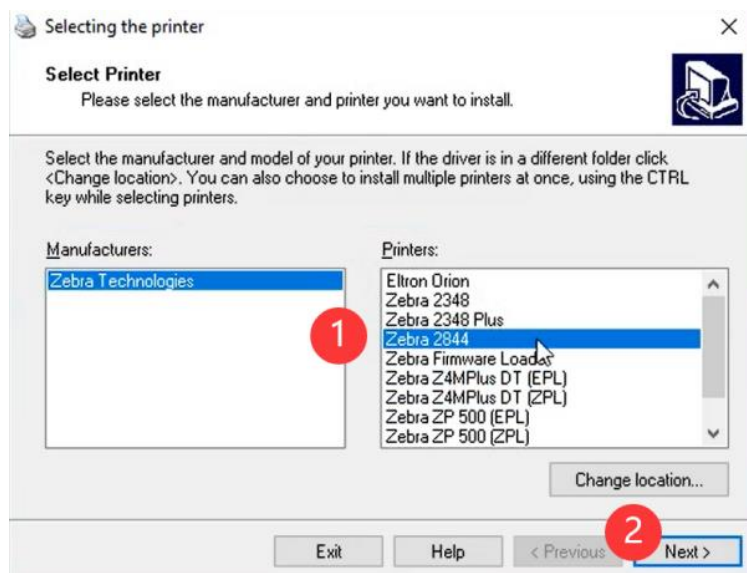 Selecting the printer
Select Printer
Please select the manufacturer and printer you want to install.
Select the manufacturer and model of your printer. If the driver is in a different folder click
<Change location>. You can also choose to install multiple printers at once, using the CTRL
key while selecting printers.
Manufacturers:
Zebra Technologies
Printers:
Eltron Orion
Zebra 2348
Zebra 2348 Plus
1
Zebra 2844
Zebra Firmware Loader
Zebra Z4MPlus DT (EPL)
Zebra Z4MPlus DT (ZPL)
Zebra ZP 500 (EPL)
Zebra ZP 500 (ZPL)
Change location...
2
Exit
Help
< Previous
Next >